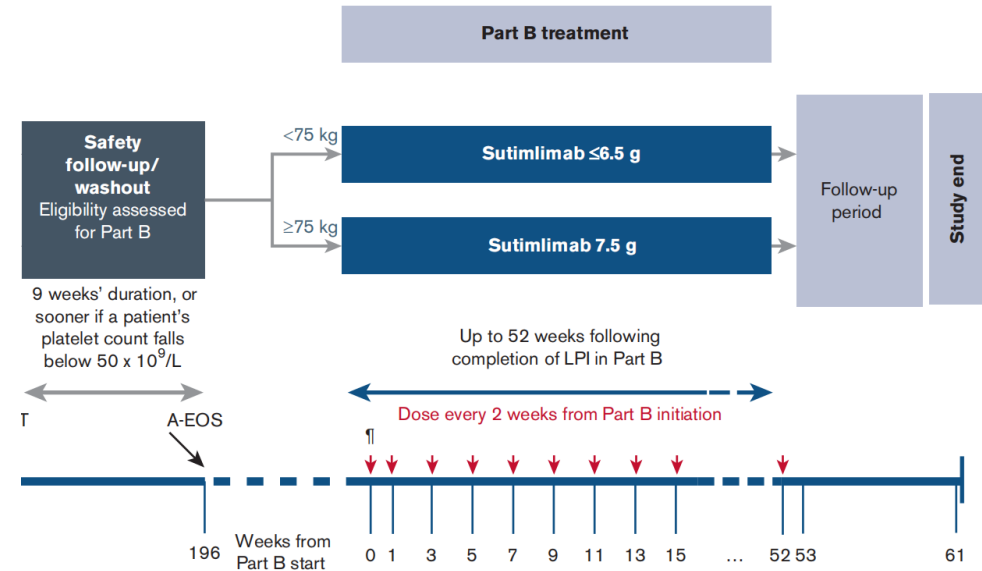 Part B treatment
Safety
follow-up/
washout
Eligibility assessed
for Part B
<75 kg
Sutimlimab ≤6.5 g
≥75 kg
Sutimlimab 7.5 g
Follow-up
period
Study end
9 weeks' duration, or
sooner if a patient's
platelet count falls
below 50 x 10⁹/L
Up to 52 weeks following
completion of LPI in Part B
Dose every 2 weeks from Part B initiation
T
A-EOS
¶
196
Weeks from
Part B start
0 1 3 5 7 9 11 13 15 ... 52 53 61